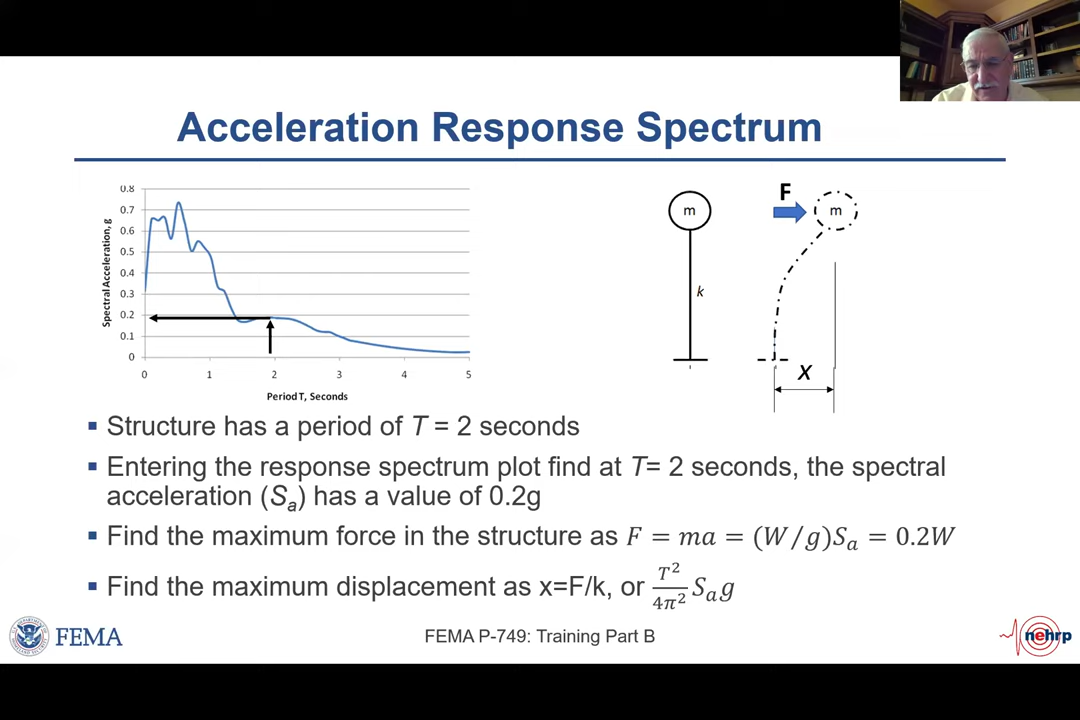 Acceleration Response Spectrum
0.8
0.7
0.6
0.5
0.4
0.3
0.2
0.1
0
Spectral Acceleration, g
0 1 2 3 4 5
Period T, Seconds
m
k
F
m
X
▪ Structure has a period of T = 2 seconds
▪ Entering the response spectrum plot find at T= 2 seconds, the spectral
acceleration (Sₐ) has a value of 0.2g
▪ Find the maximum force in the structure as F = ma = (W/g)Sₐ = 0.2W
▪ Find the maximum displacement as x=F/k, or T²/4π² Sₐg
FEMA
FEMA P-749: Training Part B
nehrp